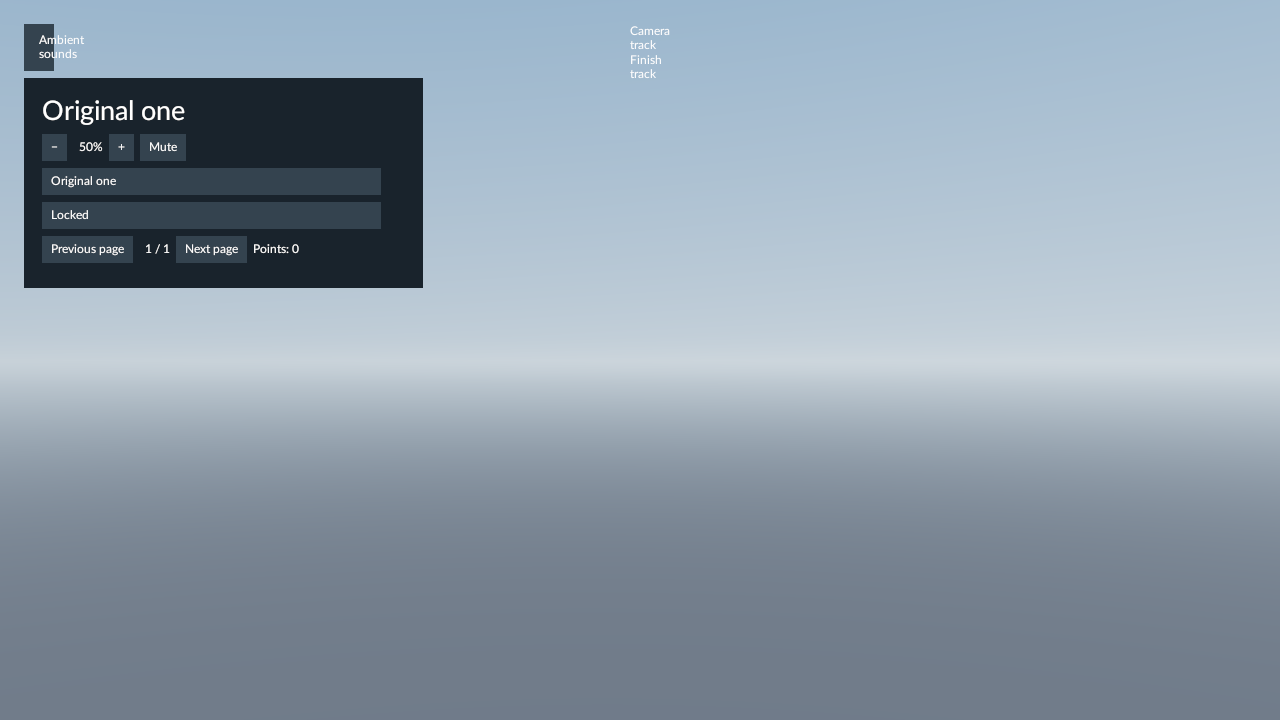 Ambient
sounds
Camera
track
Finish
track
Original one
− 50% + Mute
Original one
Locked
Previous page 1 / 1 Next page Points: 0